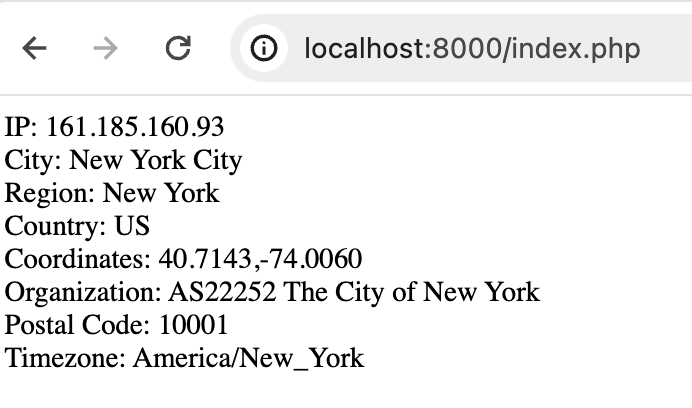 localhost:8000/index.php
IP: 161.185.160.93
City: New York City
Region: New York
Country: US
Coordinates: 40.7143,-74.0060
Organization: AS22252 The City of New York
Postal Code: 10001
Timezone: America/New_York